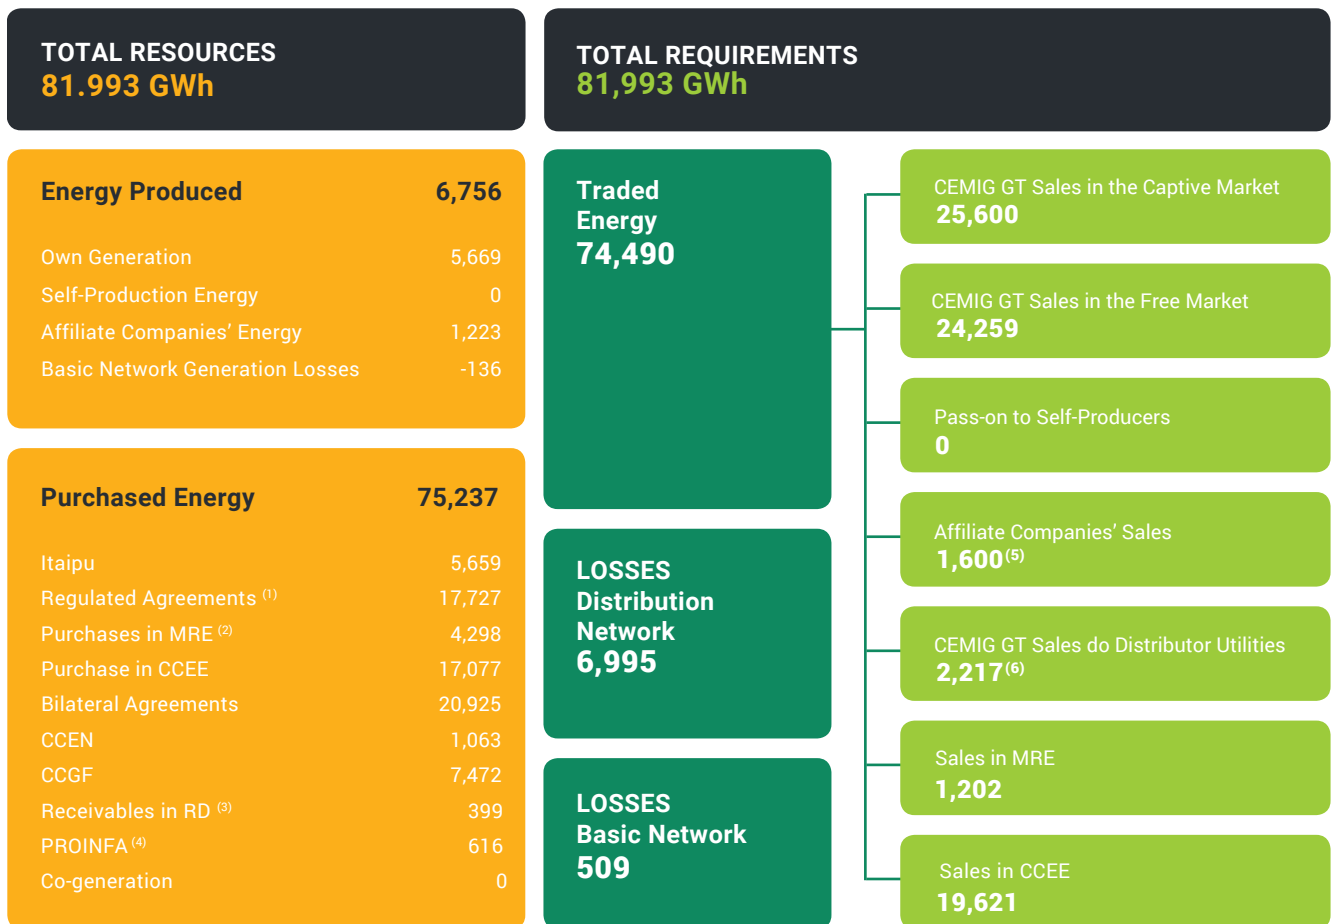 TOTAL RESOURCES
81.993 GWh
TOTAL REQUIREMENTS
81,993 GWh
Energy Produced 6,756
Own Generation 5,669
Self-Production Energy 0
Affiliate Companies’ Energy 1,223
Basic Network Generation Losses -136
Purchased Energy 75,237
Itaipu 5,659
Regulated Agreements (1) 17,727
Purchases in MRE (2) 4,298
Purchase in CCEE 17,077
Bilateral Agreements 20,925
CCEN 1,063
CCGF 7,472
Receivables in RD (3) 399
PROINFA (4) 616
Co-generation 0
Traded
Energy
74,490
LOSSES
Distribution
Network
6,995
LOSSES
Basic Network
509
CEMIG GT Sales in the Captive Market
25,600
CEMIG GT Sales in the Free Market
24,259
Pass-on to Self-Producers
0
Affiliate Companies’ Sales
1,600(5)
CEMIG GT Sales do Distributor Utilities
2,217(6)
Sales in MRE
1,202
Sales in CCEE
19,621